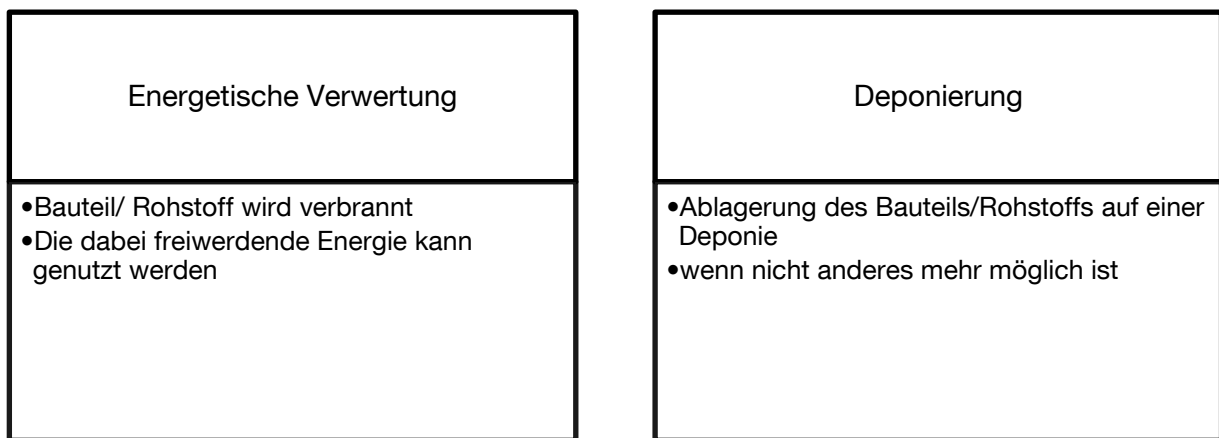 Energetische Verwertung
•Bauteil/ Rohstoff wird verbrannt
•Die dabei freiwerdende Energie kann
genutzt werden
Deponierung
•Ablagerung des Bauteils/Rohstoffs auf einer
Deponie
•wenn nicht anderes mehr möglich ist